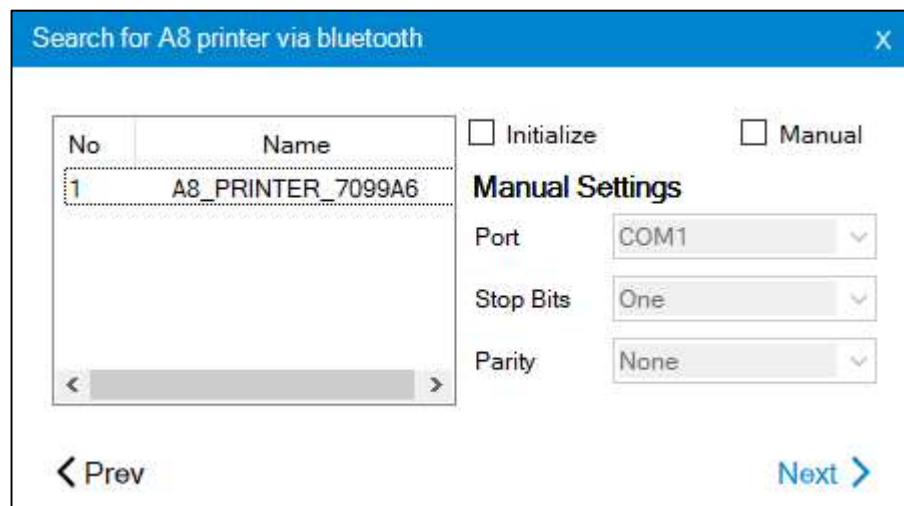 Search for A8 printer via bluetooth X
No Name
1 A8_PRINTER_7099A6
Initialize Manual
Manual Settings
Port COM1
Stop Bits One
Parity None
Prev
Next